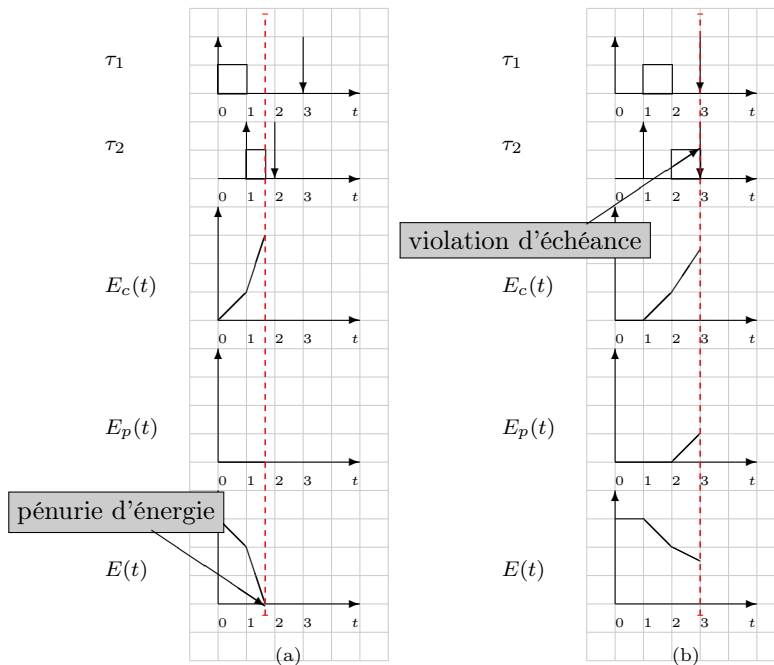 τ1
0 1 2 3 t
τ2
0 1 2 3 t
Ec(t)
0 1 2 3 t
Ep(t)
0 1 2 3 t
pénurie d'énergie
E(t)
0 1 2 3 t
(a)
τ1
0 1 2 3 t
τ2
0 1 2 3 t
violation d'échéance
Ec(t)
0 1 2 3 t
Ep(t)
0 1 2 3 t
E(t)
0 1 2 3 t
(b)